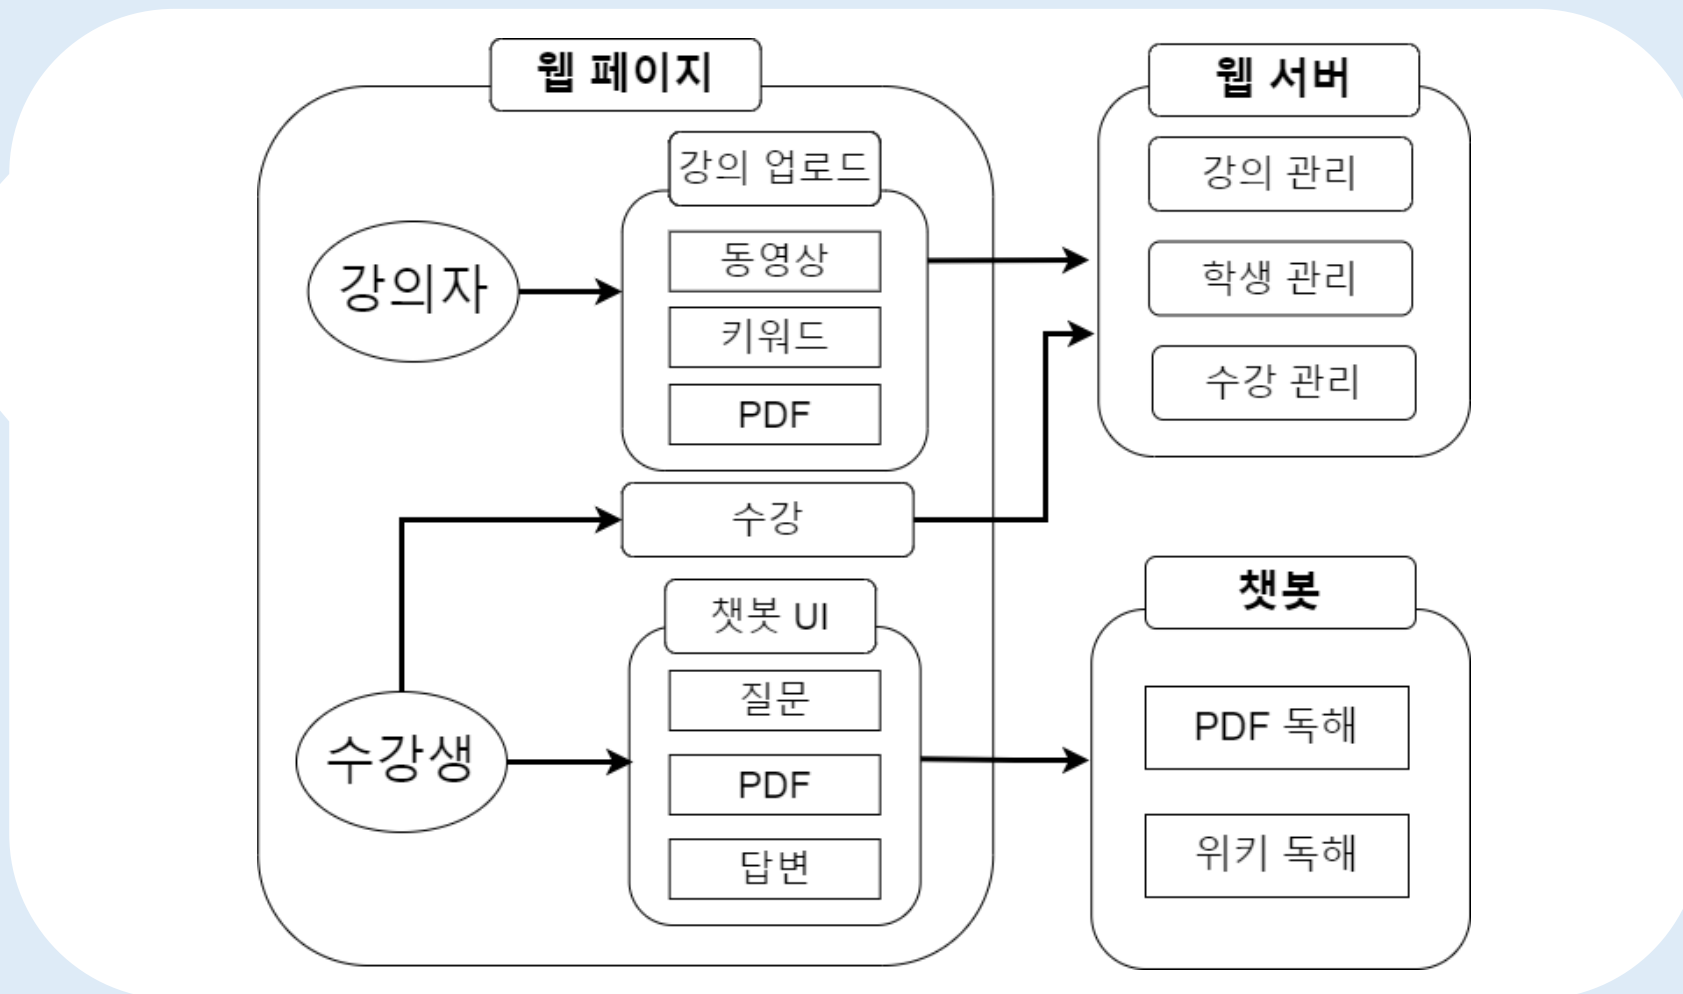 웹 페이지
강의 업로드
강의자
동영상
키워드
PDF
수강
수강생
챗봇 UI
질문
PDF
답변
웹 서버
강의 관리
학생 관리
수강 관리
챗봇
PDF 독해
위키 독해